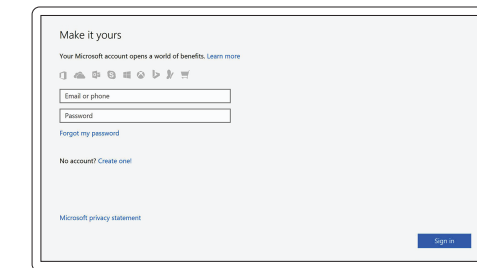 Make it yours
Your Microsoft account opens a world of benefits. Learn more
Email or phone
Password
Forgot my password
No account? Create one!
Microsoft privacy statement
Sign in